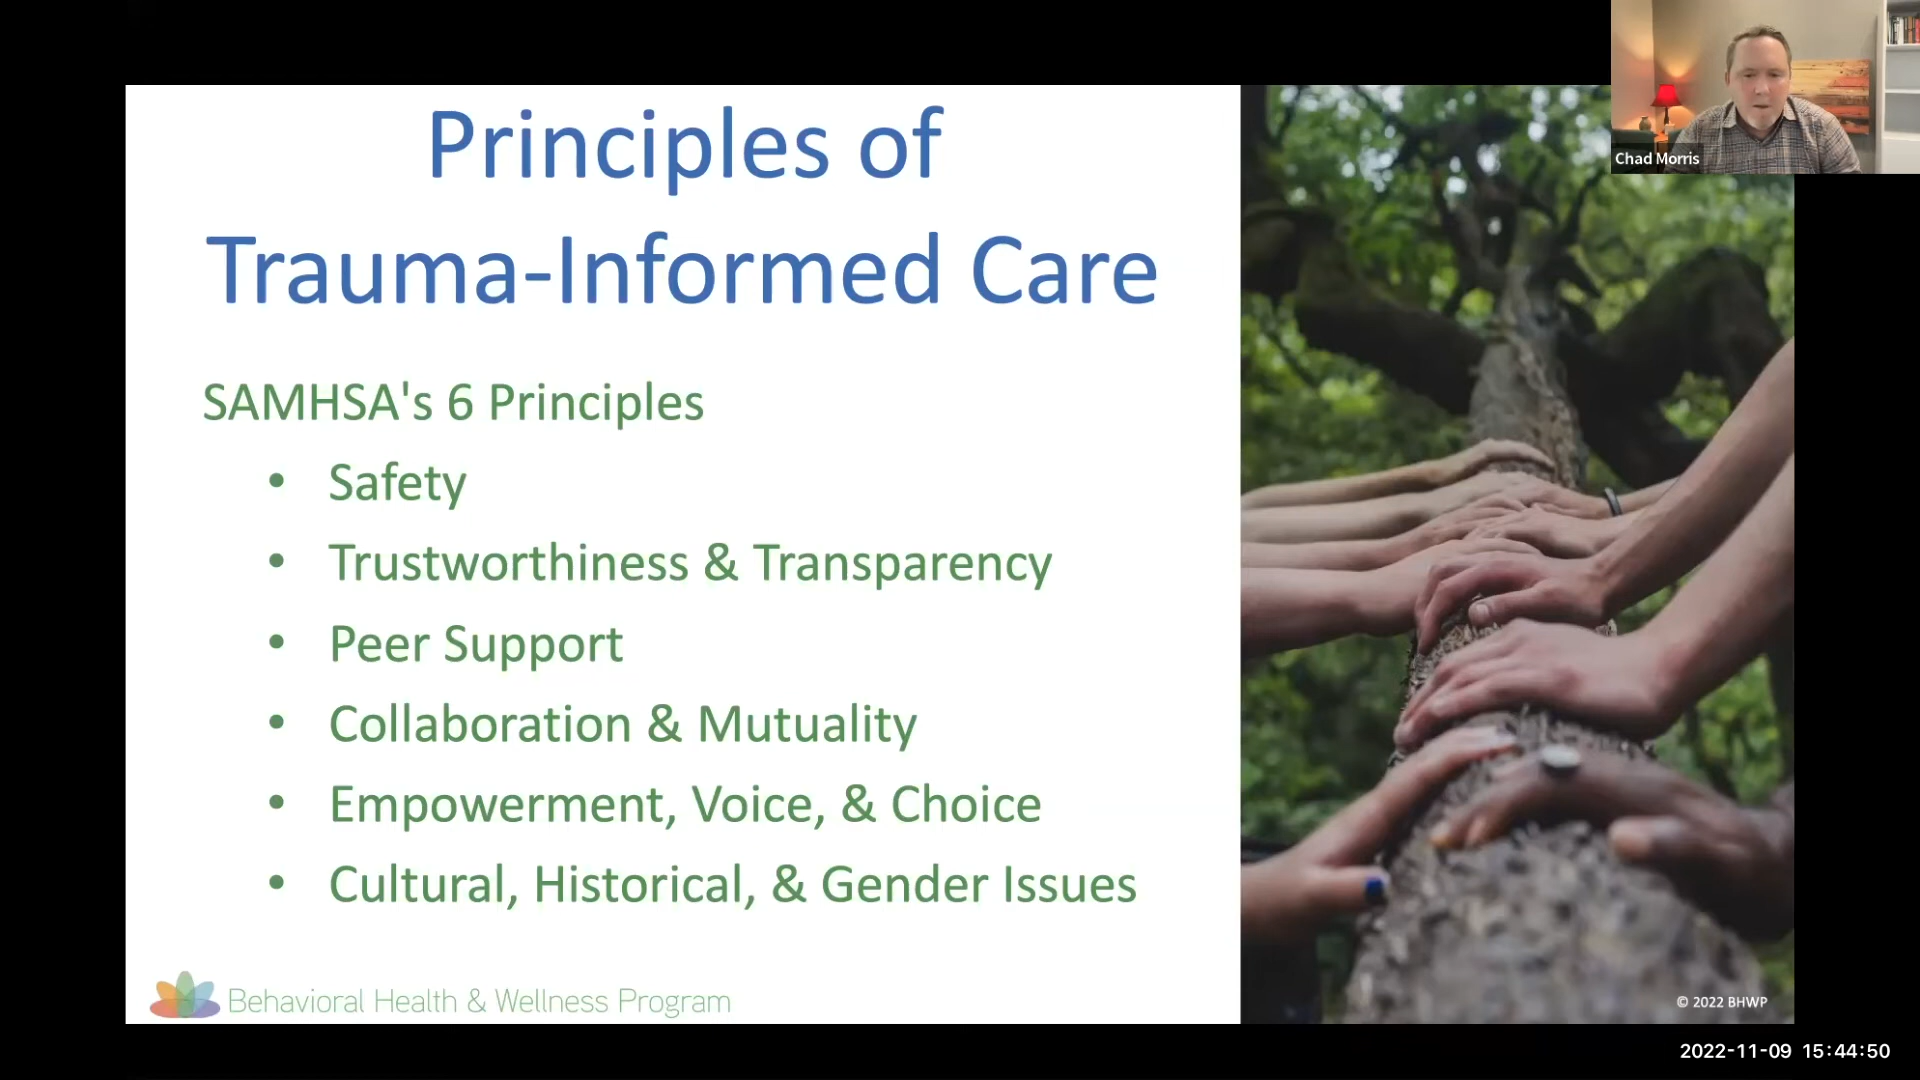 Principles of
Trauma-Informed Care
SAMHSA's 6 Principles
• Safety
• Trustworthiness & Transparency
• Peer Support
• Collaboration & Mutuality
• Empowerment, Voice, & Choice
• Cultural, Historical, & Gender Issues
Behavioral Health & Wellness Program
© 2022 BHWP
Chad Morris
2022-11-09 15:44:50